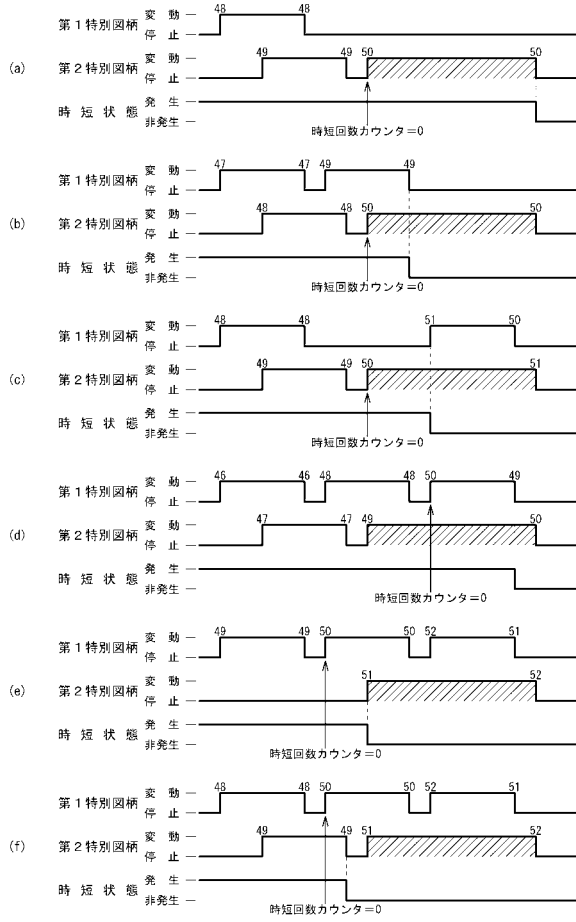 48 48
第1特別図柄 変動
停止
49 49 50 50
(a) 第2特別図柄 変動
停止
時短状態 発生
非発生
時短回数カウンタ=0
47 47 49 49
第1特別図柄 変動
停止
48 48 50 50
(b) 第2特別図柄 変動
停止
時短状態 発生
非発生
時短回数カウンタ=0
48 48 51 50
第1特別図柄 変動
停止
49 49 50 51
(c) 第2特別図柄 変動
停止
時短状態 発生
非発生
時短回数カウンタ=0
46 46 48 48 50 49
第1特別図柄 変動
停止
47 47 49 50
(d) 第2特別図柄 変動
停止
時短状態 発生
非発生
時短回数カウンタ=0
49 49 50 50 52 51
第1特別図柄 変動
停止
51 52
(e) 第2特別図柄 変動
停止
時短状態 発生
非発生
時短回数カウンタ=0
48 48 50 50 52 51
第1特別図柄 変動
停止
49 49 51 52
(f) 第2特別図柄 変動
停止
時短状態 発生
非発生
時短回数カウンタ=0